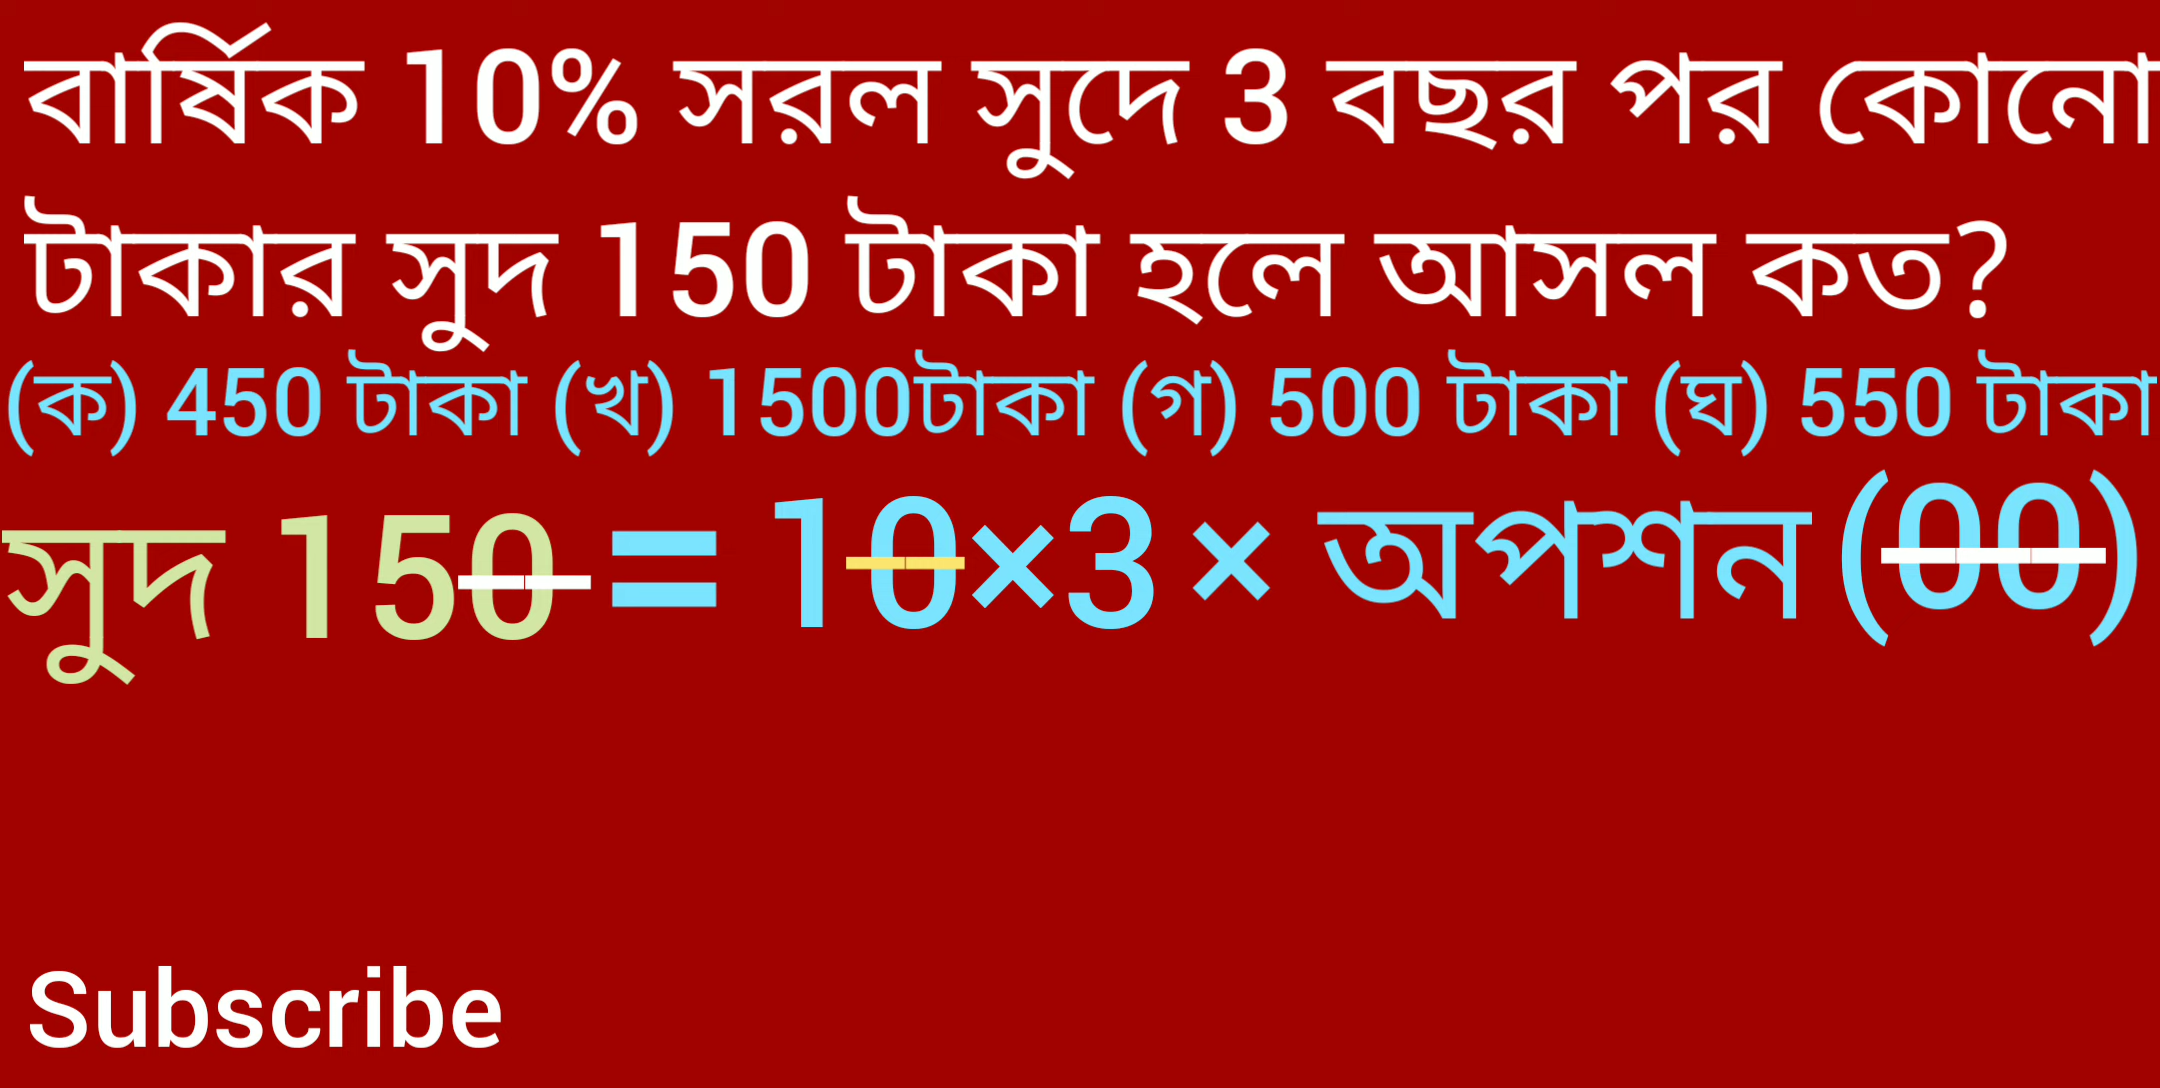 বার্ষিক 10% সরল সুদে 3 বছর পর কোনো
টাকার সুদ 150 টাকা হলে আসল কত?
(ক) 450 টাকা (খ) 1500টাকা (গ) 500 টাকা (ঘ) 550 টাকা
সুদ 150 = 10×3 × অপশন (00)
Subscribe